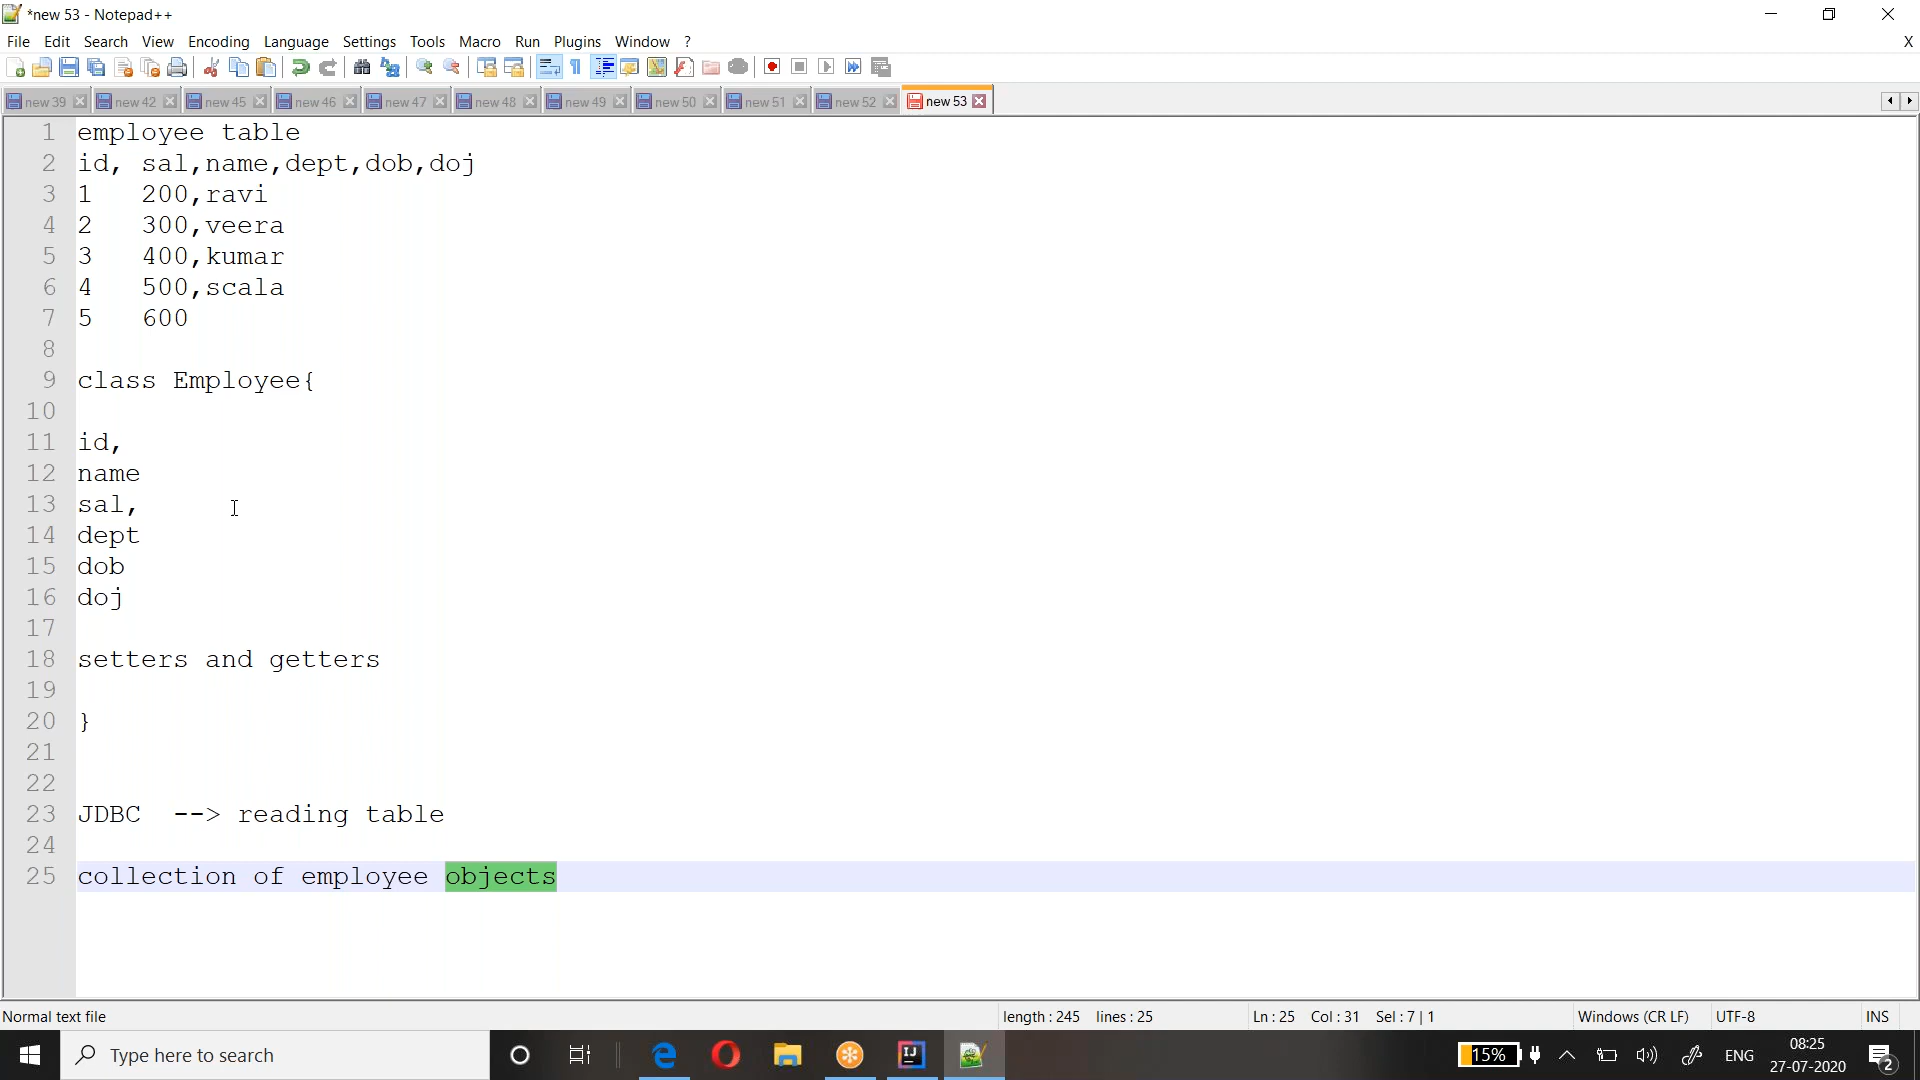 *new 53 - Notepad++
File Edit Search View Encoding Language Settings Tools Macro Run Plugins Window ? X
new 39 new 42 new 45 new 46 new 47 new 48 new 49 new 50 new 51 new 52 new 53
1 employee table
2 id, sal,name,dept,dob,doj
3 1 200,ravi
4 2 300,veera
5 3 400,kumar
6 4 500,scala
7 5 600
8
9 class Employee{
10
11 id,
12 name
13 sal,
14 dept
15 dob
16 doj
17
18 setters and getters
19
20 }
21
22
23 JDBC --> reading table
24
25 collection of employee objects
Normal text file length : 245 lines : 25 Ln : 25 Col : 31 Sel : 7 | 1 Windows (CR LF) UTF-8 INS
Type here to search IJ 15% ENG 08:25 27-07-2020 2